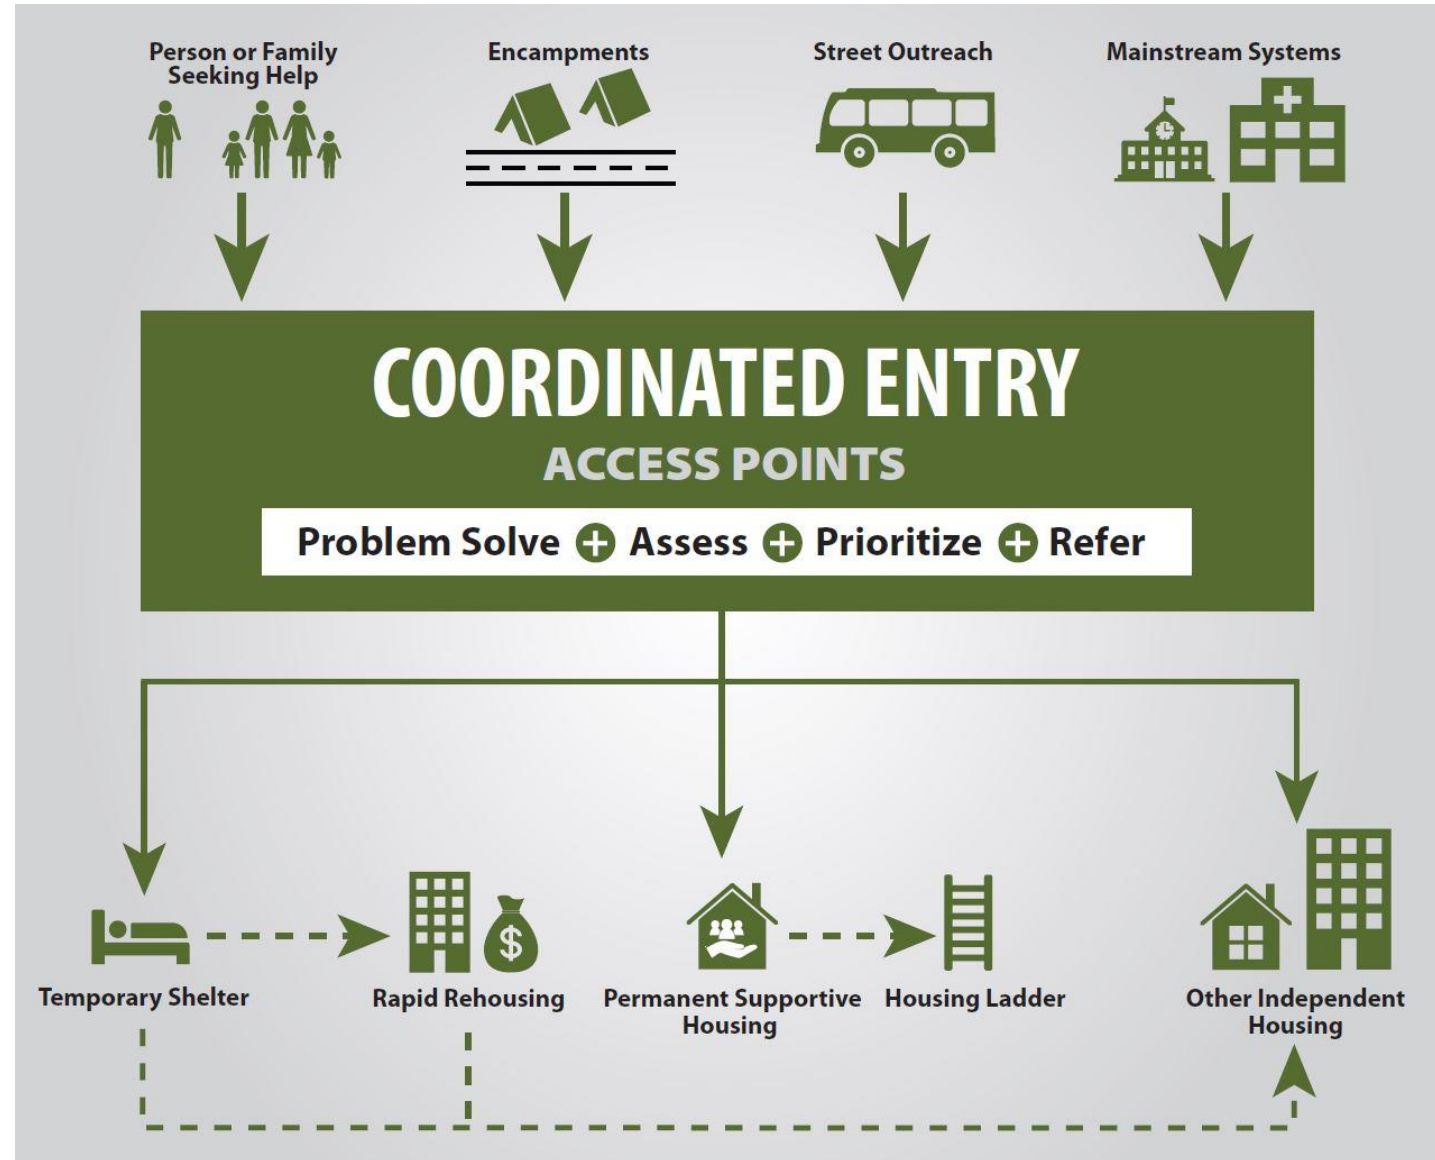 Person or Family
Seeking Help
Encampments
Street Outreach
Mainstream Systems
COORDINATED ENTRY
ACCESS POINTS
Problem Solve + Assess + Prioritize + Refer
$
Temporary Shelter
Rapid Rehousing
Permanent Supportive
Housing
Housing Ladder
Other Independent
Housing